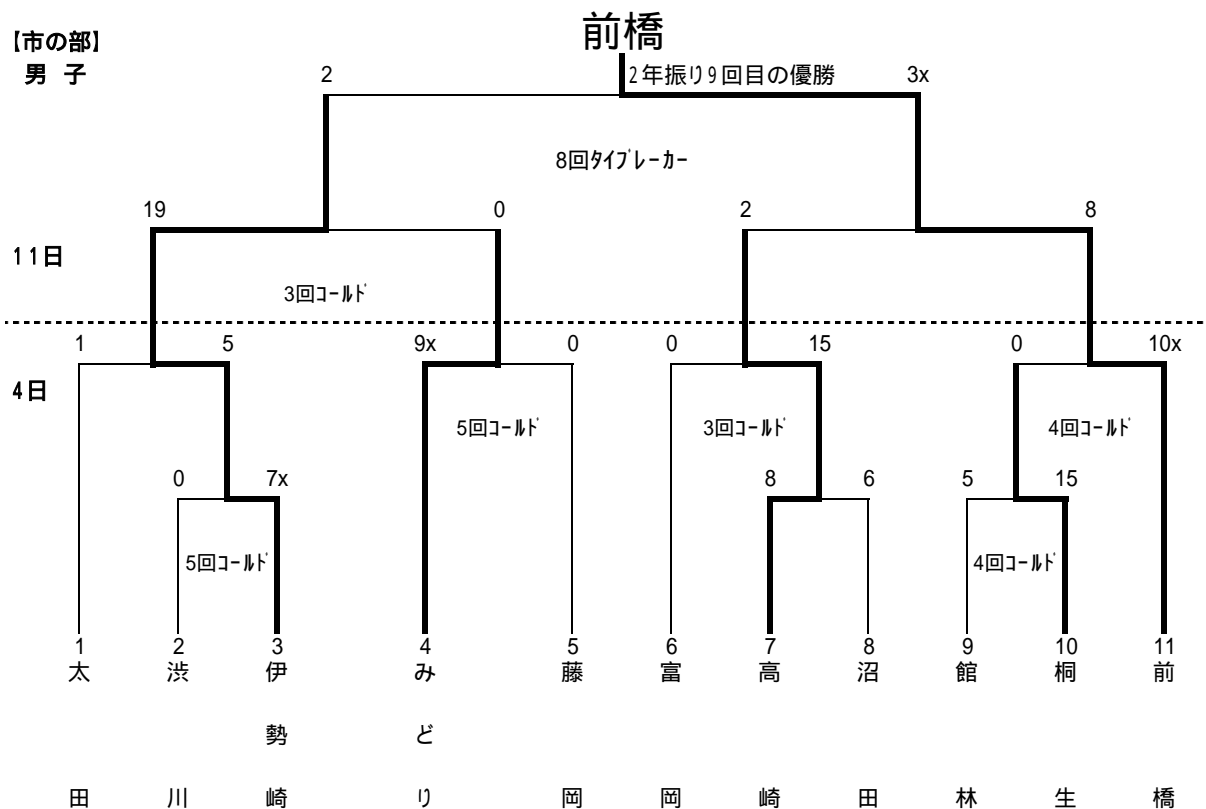 【市の部】
男 子
前橋
2年振り9回目の優勝
2
3x
8回タイブレーカー
19
0
2
8
11日
3回コールド
1
5
9x
0
0
15
0
10x
4日
5回コールド
3回コールド
4回コールド
0
7x
8
6
5
15
5回コールド
4回コールド
1
2
3
4
5
6
7
8
9
10
11
太田
渋川
伊勢崎
みどり
藤岡
富岡
高崎
沼田
館林
桐生
前橋